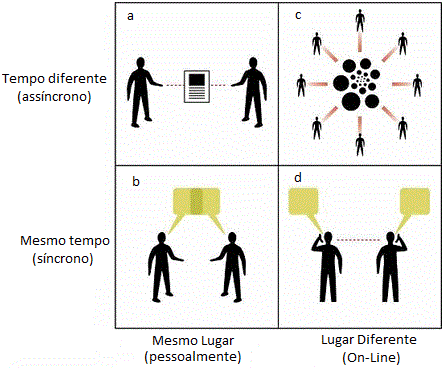 a
c
Tempo diferente
(assíncrono)
b
d
Mesmo tempo
(síncrono)
Mesmo Lugar
(pessoalmente)
Lugar Diferente
(On-Line)